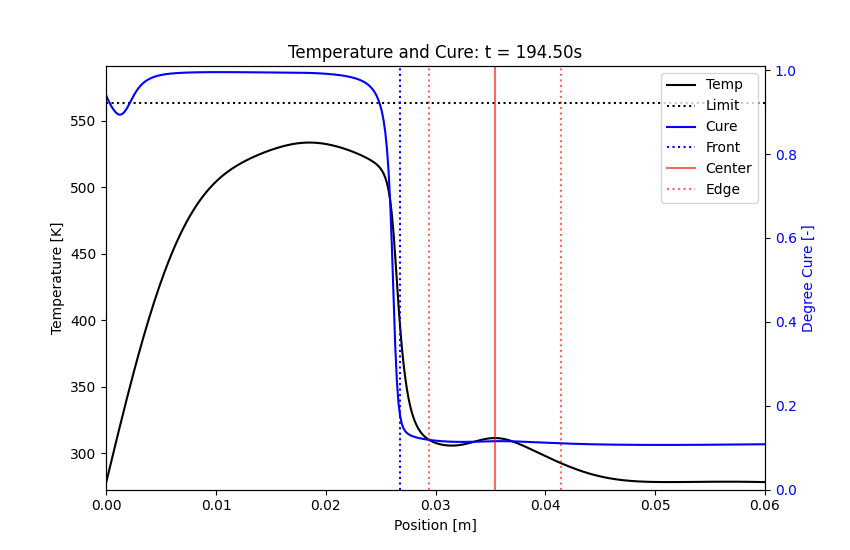 Temperature and Cure: t = 194.50s
Temp
Limit
Cure
Front
Center
Edge
Temperature [K]
550
500
450
400
350
300
1.0
0.8
0.6
0.4
0.2
0.0
Degree Cure [-]
0.00 0.01 0.02 0.03 0.04 0.05 0.06
Position [m]